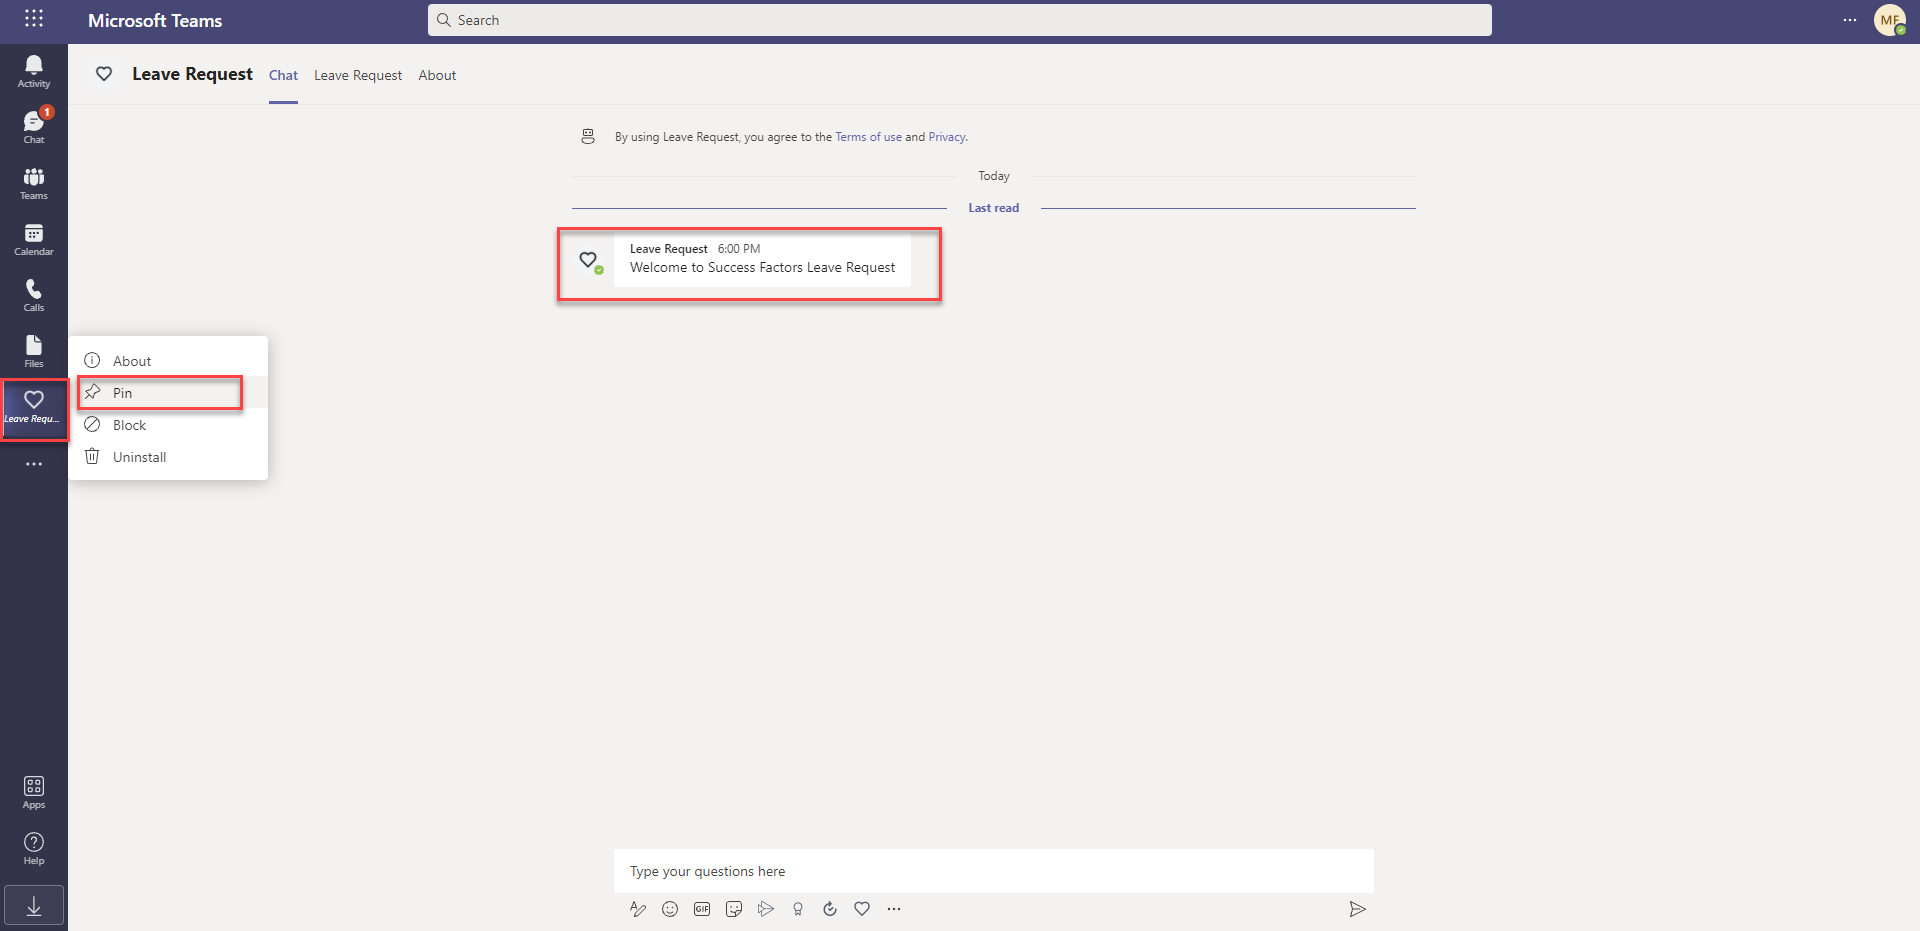 Microsoft Teams
Search
MF
Activity
1
Chat
Teams
Calendar
Calls
Files
Leave Requ...
Leave Request
Chat
Leave Request
About
By using Leave Request, you agree to the Terms of use and Privacy.
Today
Last read
Leave Request 6:00 PM
Welcome to Success Factors Leave Request
About
Pin
Block
Uninstall
Apps
Help
Type your questions here
GIF